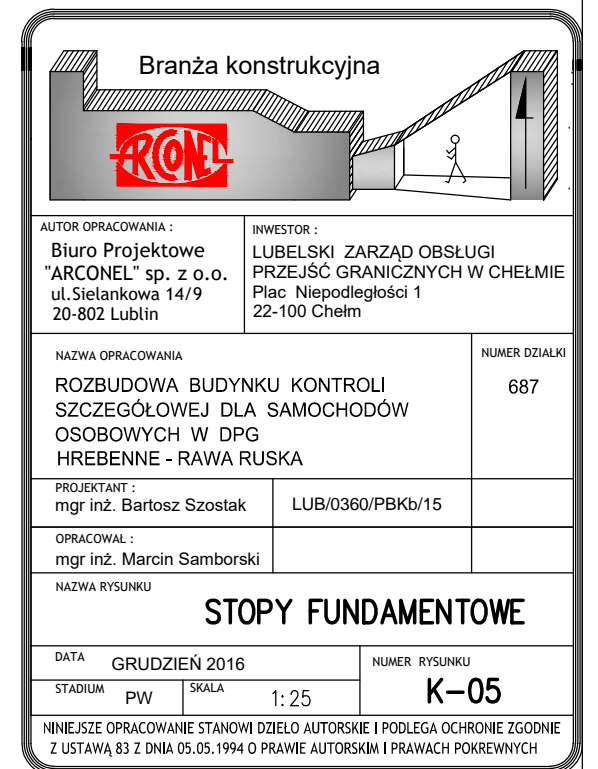 Branża konstrukcyjna
ARCONEL
AUTOR OPRACOWANIA :
Biuro Projektowe
"ARCONEL" sp. z o.o.
ul.Sielankowa 14/9
20-802 Lublin
INWESTOR :
LUBELSKI ZARZĄD OBSŁUGI
PRZEJŚĆ GRANICZNYCH W CHEŁMIE
Plac Niepodległości 1
22-100 Chełm
NAZWA OPRACOWANIA
ROZBUDOWA BUDYNKU KONTROLI
SZCZEGÓŁOWEJ DLA SAMOCHODÓW
OSOBOWYCH W DPG
HREBENNE - RAWA RUSKA
NUMER DZIAŁKI
687
PROJEKTANT :
mgr inż. Bartosz Szostak
LUB/0360/PBKb/15
OPRACOWAŁ :
mgr inż. Marcin Samborski
NAZWA RYSUNKU
STOPY FUNDAMENTOWE
DATA GRUDZIEŃ 2016
NUMER RYSUNKU
K-05
STADIUM PW
SKALA 1:25
NINIEJSZE OPRACOWANIE STANOWI DZIEŁO AUTORSKIE I PODLEGA OCHRONIE ZGODNIE
Z USTAWĄ 83 Z DNIA 05.05.1994 O PRAWIE AUTORSKIM I PRAWACH POKREWNYCH